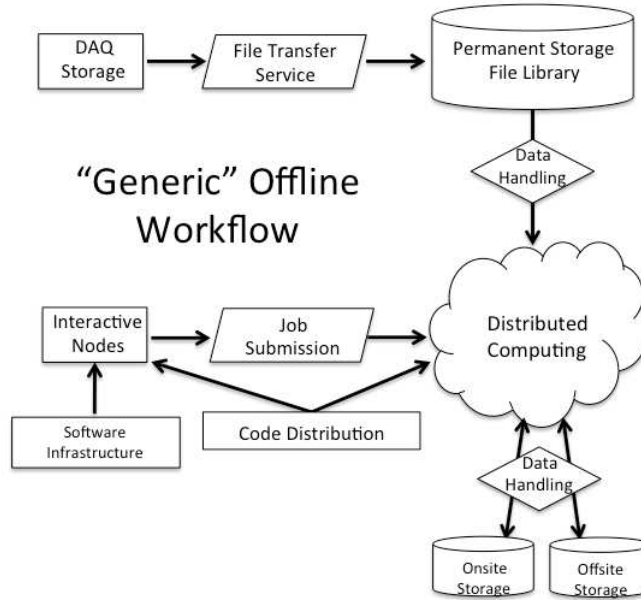 DAQ
Storage
File Transfer
Service
Permanent Storage
File Library
Data
Handling
“Generic” Offline
Workflow
Interactive
Nodes
Job
Submission
Distributed
Computing
Software
Infrastructure
Code Distribution
Data
Handling
Onsite
Storage
Offsite
Storage